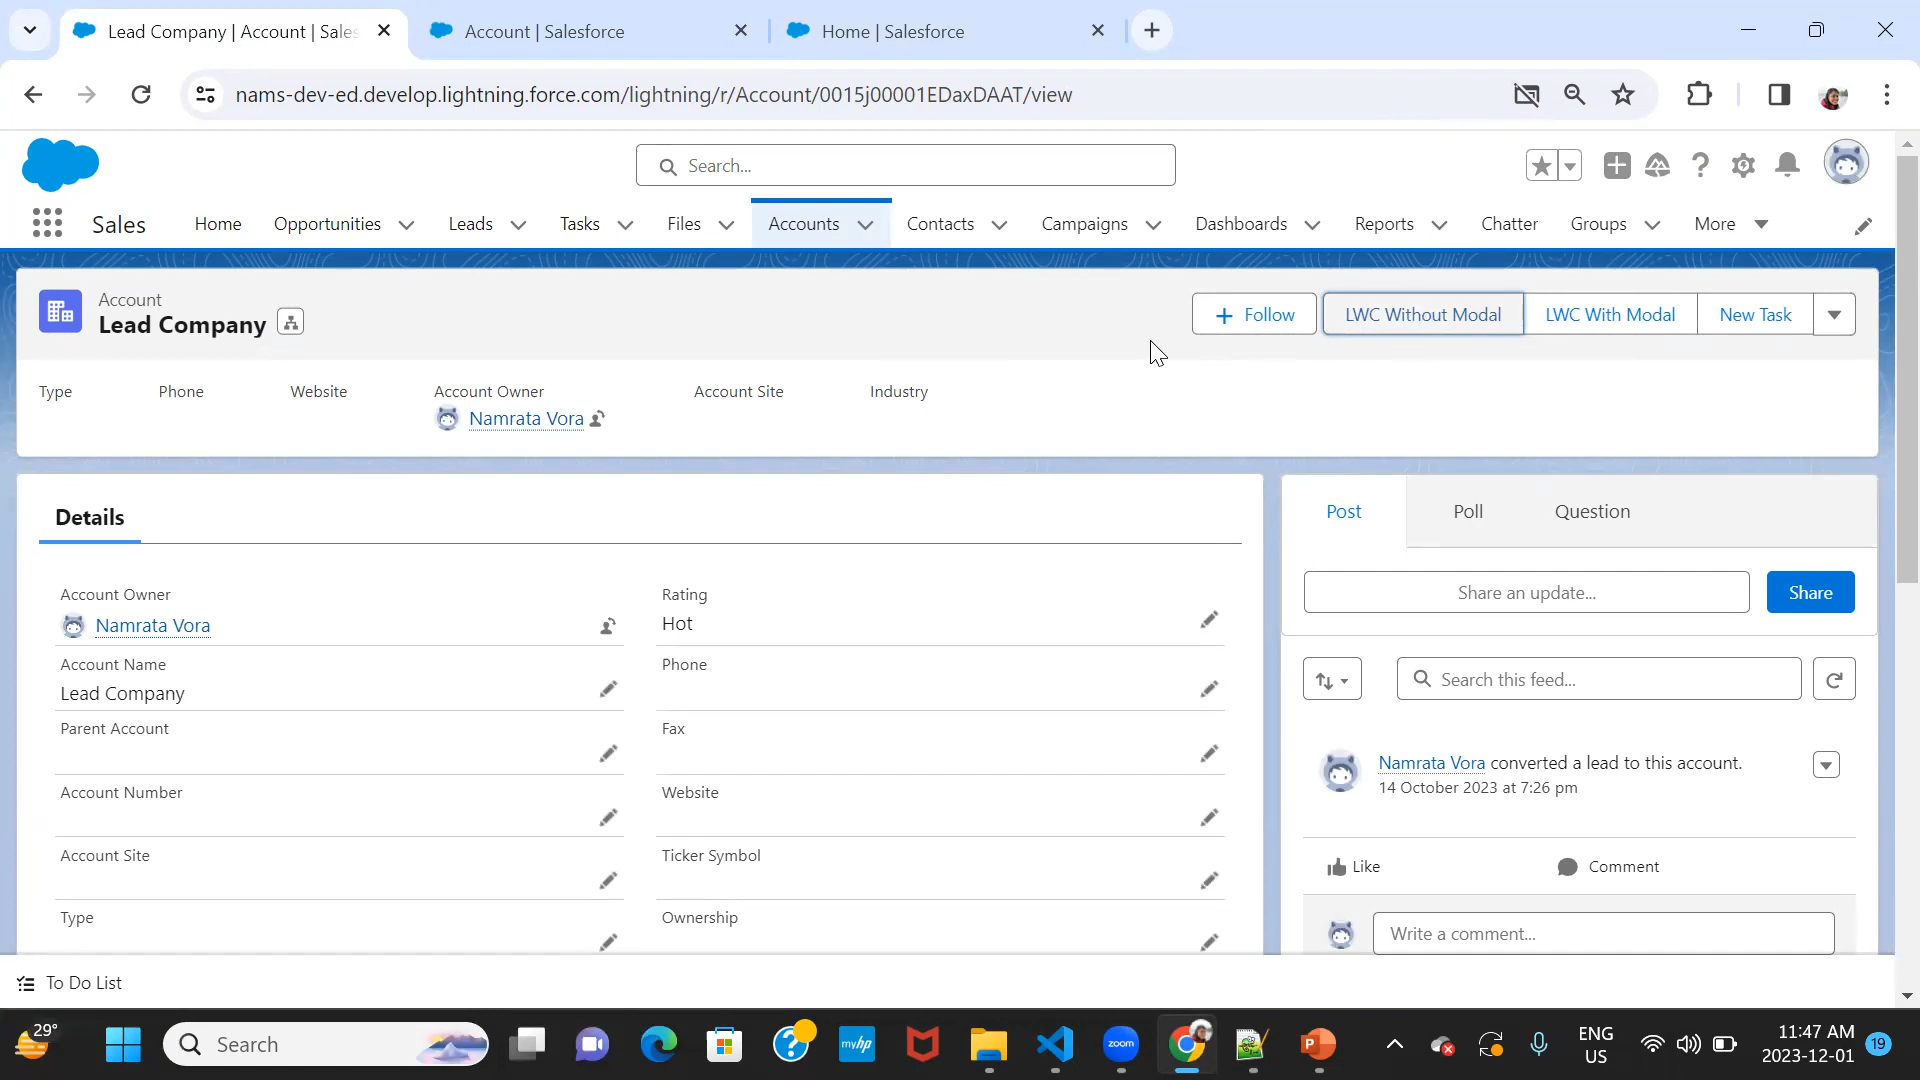 Lead Company | Account | Sales
Account | Salesforce
Home | Salesforce
nams-dev-ed.develop.lightning.force.com/lightning/r/Account/0015j00001EDaxDAAT/view
Search...
Sales
Home
Opportunities
Leads
Tasks
Files
Accounts
Contacts
Campaigns
Dashboards
Reports
Chatter
Groups
More
Account
Lead Company
Follow
LWC Without Modal
LWC With Modal
New Task
Type
Phone
Website
Account Owner
Account Site
Industry
Namrata Vora
Details
Account Owner
Namrata Vora
Rating
Hot
Account Name
Lead Company
Phone
Parent Account
Fax
Account Number
Website
Account Site
Ticker Symbol
Type
Ownership
Post
Poll
Question
Share an update...
Share
Search this feed...
Namrata Vora converted a lead to this account.
14 October 2023 at 7:26 pm
Like
Comment
Write a comment...
To Do List
29°
Search
myhp
zoom
P
ENG
US
11:47 AM
2023-12-01
19